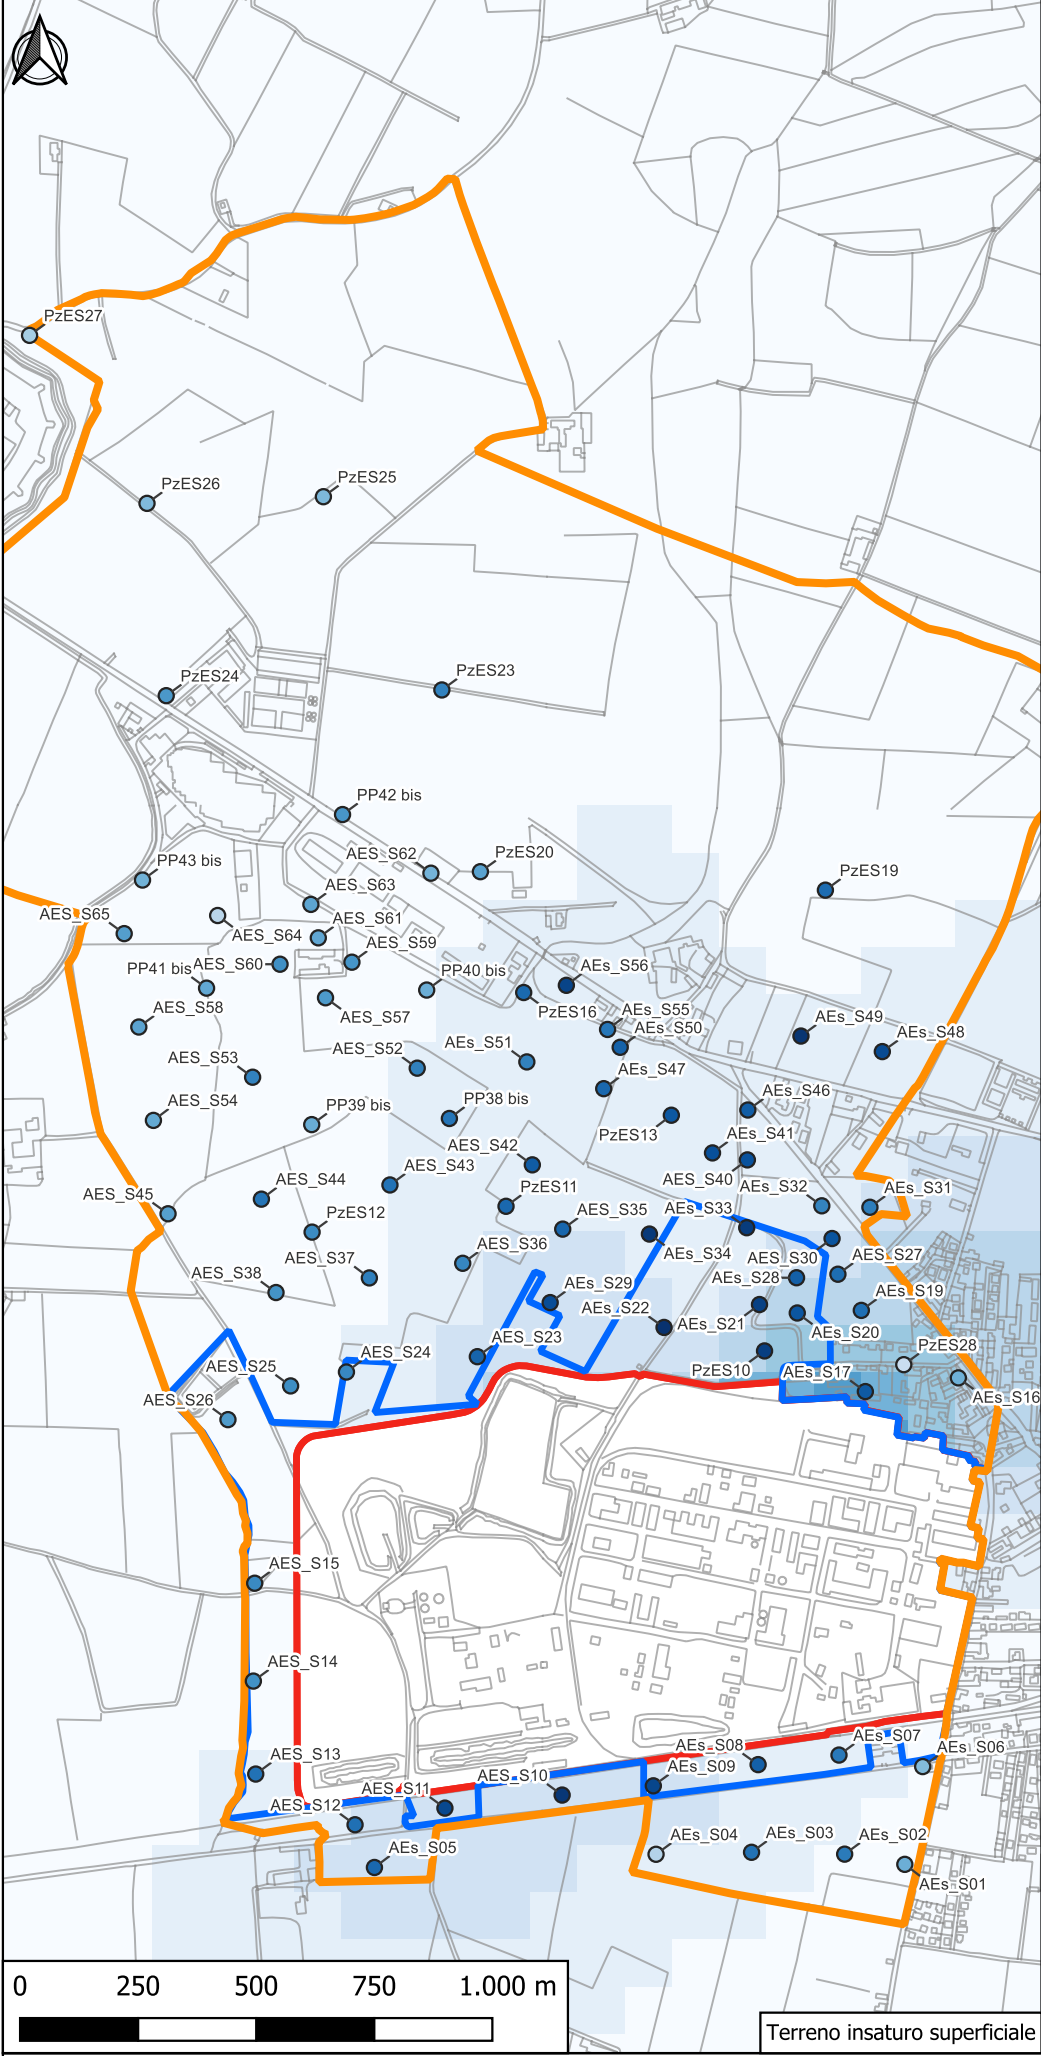 PzES27
PzES26
PzES25
PzES24
PzES23
PP42 bis
AES_S62
PzES20
PP43 bis
PzES19
AES_S63
AES_S65
AES_S64
AES_S61
AES_S59
PP41 bis
AES_S60
PP40 bis
AEs_S56
AES_S58
AES_S57
PzES16
AEs_S55
AEs_S50
AEs_S49
AEs_S48
AES_S53
AES_S52
AEs_S51
AEs_S47
AES_S54
PP39 bis
PP38 bis
AEs_S46
PzES13
AEs_S41
AES_S42
AES_S43
AES_S40
AES_S44
AES_S45
PzES12
PzES11
AEs_S32
AEs_S31
AEs_S35
AEs_S33
AEs_S34
AES_S37
AES_S36
AEs_S30
AEs_S27
AEs_S28
AES_S38
AEs_S29
AEs_S22
AEs_S21
AEs_S19
AEs_S20
AES_S23
PzES28
AES_S24
AES_S25
PzES10
AEs_S17
AES_S26
AEs_S16
AES_S15
AES_S14
AES_S13
AEs_S08
AEs_S07
AEs_S06
AES_S11
AES_S10
AEs_S09
AES_S12
AEs_S05
AEs_S04
AEs_S03
AEs_S02
AEs_S01
0 250 500 750 1.000 m
Terreno insaturo superficiale